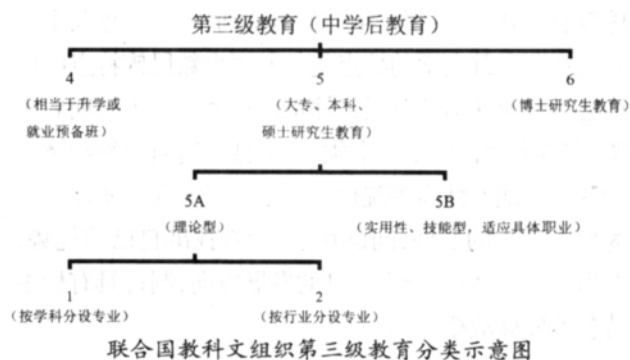 第三级教育（中学后教育）
4 5 6
（相当于升学或 （大专、本科、 （博士研究生教育）
就业预备班） 硕士研究生教育）
5A 5B
（理论型） （实用性、技能型，适应具体职业）
1 2
（按学科分设专业） （按行业分设专业）
联合国教科文组织第三级教育分类示意图